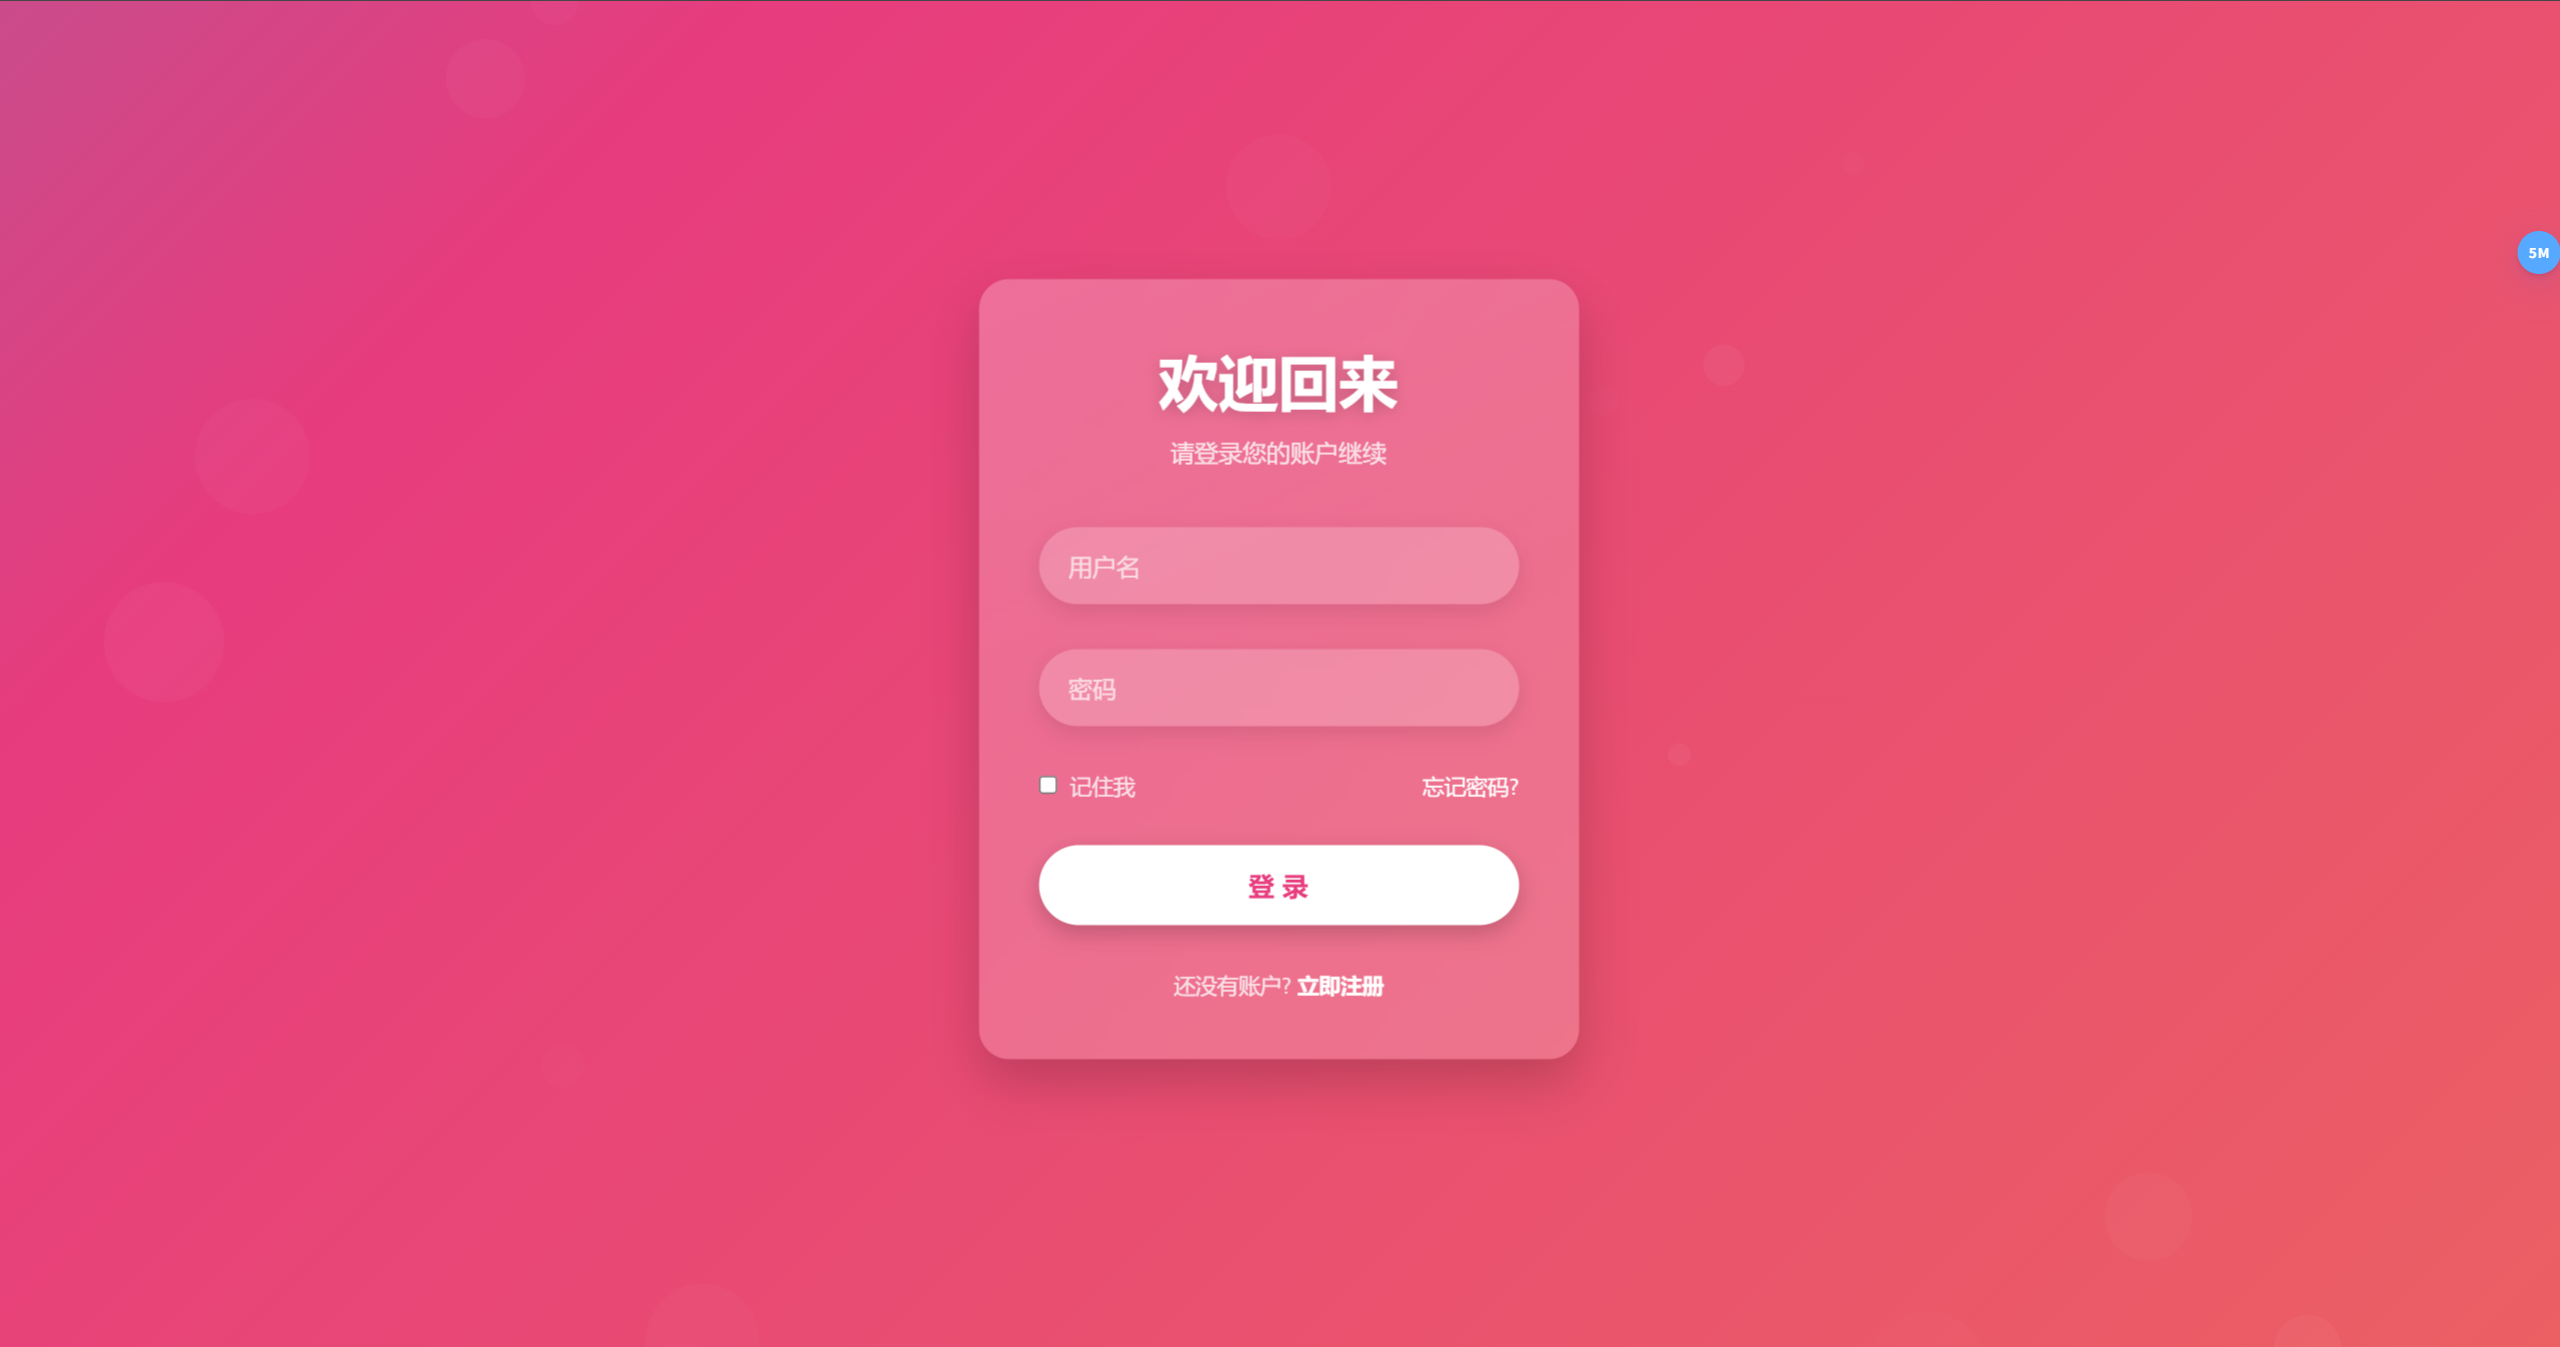 5M
欢迎回来
请登录您的账户继续
用户名
密码
记住我
忘记密码?
登 录
还没有账户? 立即注册